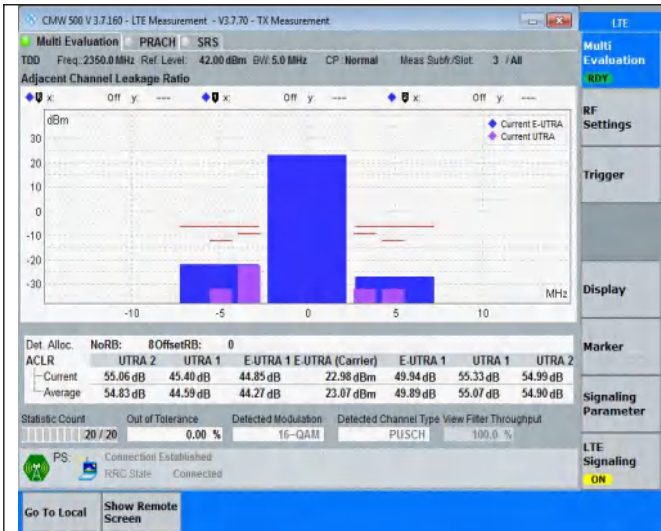 CMW 500 V 3.7.160 - LTE Measurement - V3.7.70 - TX Measurement
LTE
Multi Evaluation PRACH SRS
TDD Freq.:2350.0 MHz Ref. Level: 42.00 dBm BW:5.0 MHz CP :Normal Meas Subfr./Slot: 3 /All
Adjacent Channel Leakage Ratio
x: Off y: --- x: Off y: --- x: Off y: ---
dBm
Current E-UTRA
Current UTRA
30
20
10
0
-10
-20
-30
MHz
-10 -5 0 5 10
Det. Alloc. NoRB: 8OffsetRB: 0
ACLR UTRA 2 UTRA 1 E-UTRA 1 E-UTRA (Carrier) E-UTRA 1 UTRA 1 UTRA 2
Current 55.06 dB 45.40 dB 44.85 dB 22.98 dBm 49.94 dB 55.33 dB 54.99 dB
Average 54.83 dB 44.59 dB 44.27 dB 23.07 dBm 49.89 dB 55.07 dB 54.90 dB
Statistic Count Out of Tolerance Detected Modulation Detected Channel Type View Filter Throughput
20 / 20 0.00 % 16-QAM PUSCH 100.0 %
PS: Connection Established
RRC State Connected
Multi
Evaluation
RDY
RF
Settings
Trigger
Display
Marker
Signaling
Parameter
LTE
Signaling
ON
Go To Local
Show Remote
Screen